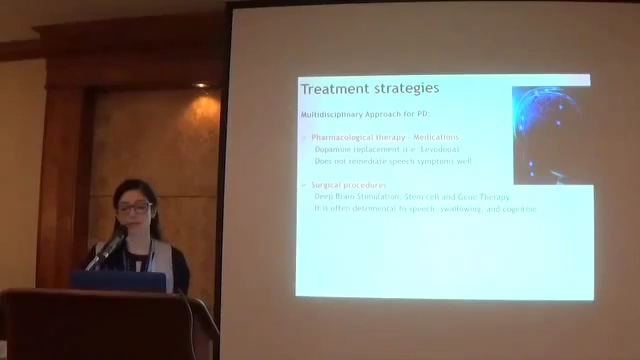 Treatment strategies
Multidisciplinary Approach for PD:
Pharmacological therapy - Medications
Dopamine replacement (i.e. Levodopa)
Does not remediate speech symptoms well
Surgical procedures
Deep Brain Stimulation, Stem cell and Gene Therapy
It is often detrimental to speech, swallowing, and cognitive